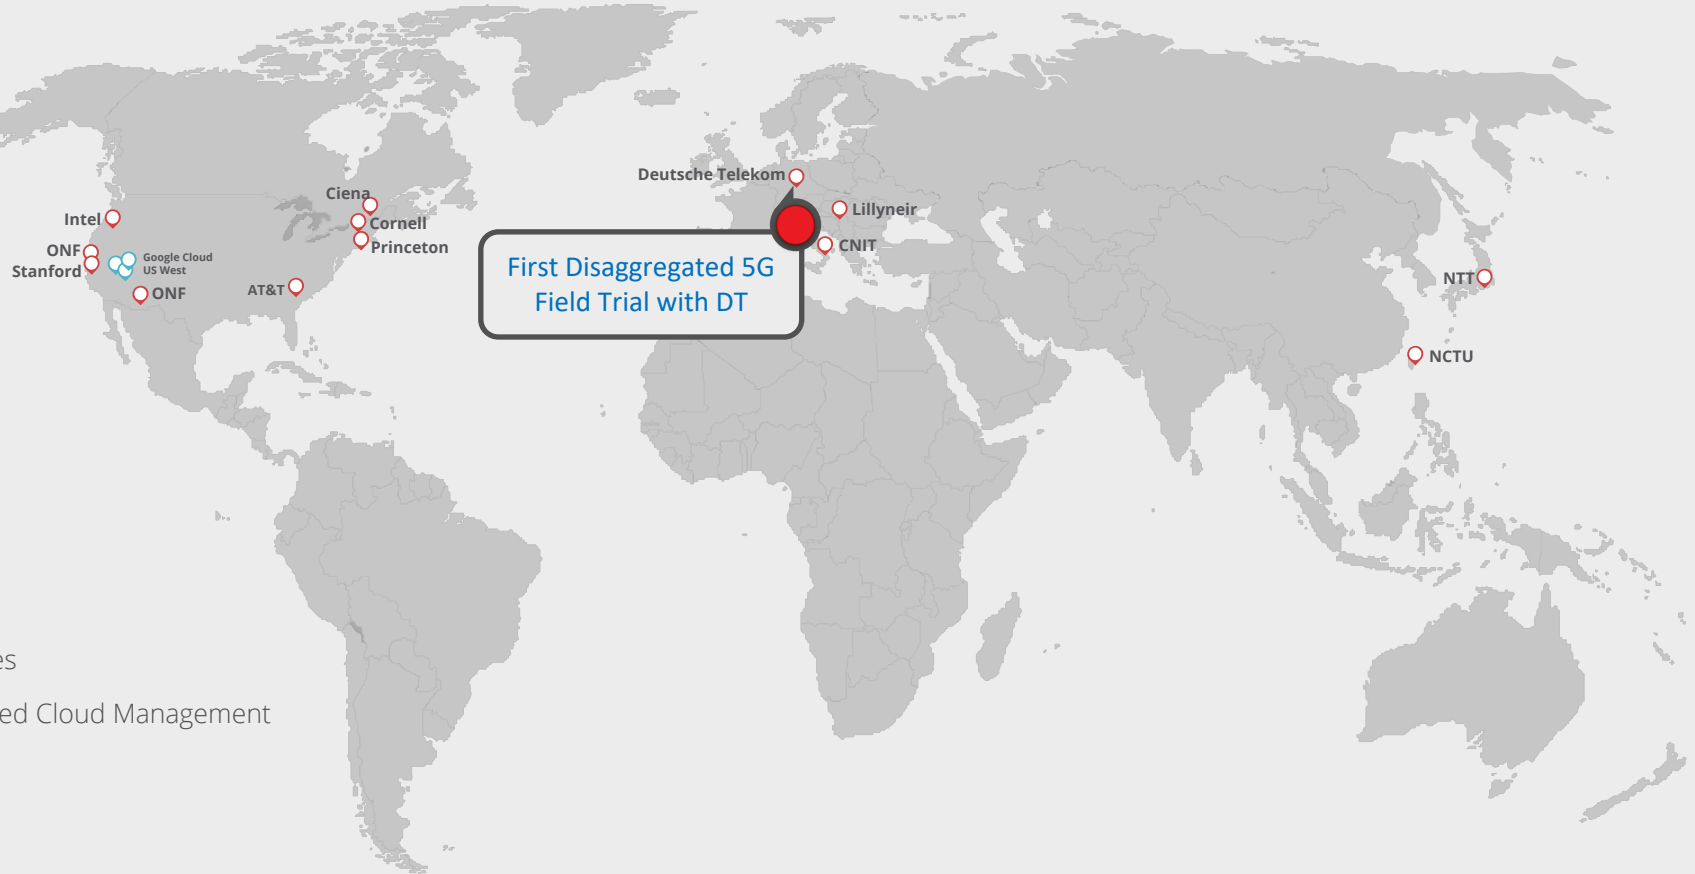 Deutsche Telekom
Ciena
Intel
Cornell
Lillyneir
Princeton
CNIT
ONF
Stanford
Google Cloud
US West
First Disaggregated 5G
Field Trial with DT
AT&T
ONF
NTT
NCTU
es
ed Cloud Management